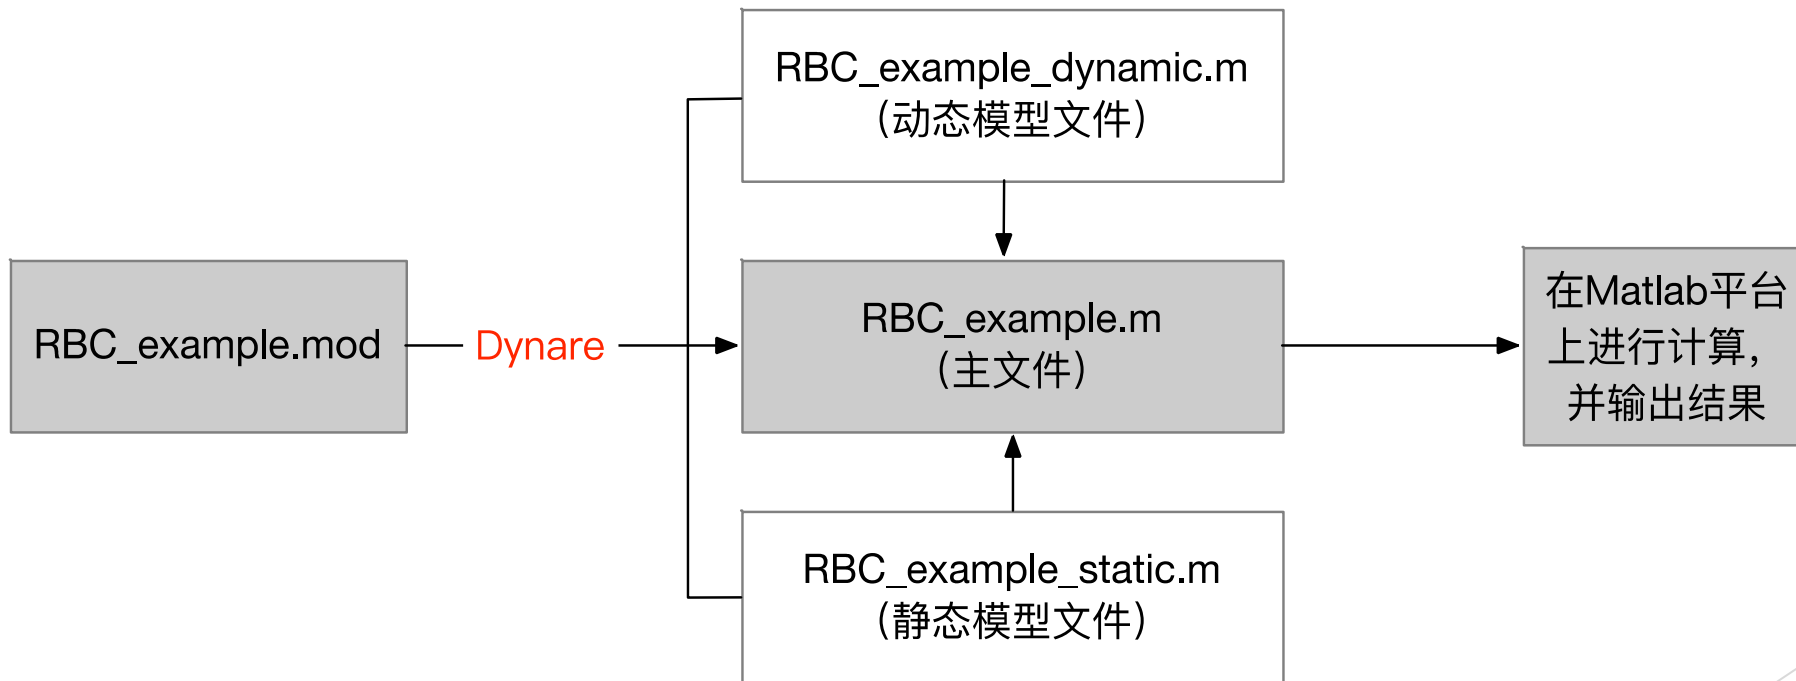 RBC_example_dynamic.m
(动态模型文件)
RBC_example.mod
Dynare
RBC_example.m
(主文件)
在Matlab平台
上进行计算，
并输出结果
RBC_example_static.m
(静态模型文件)